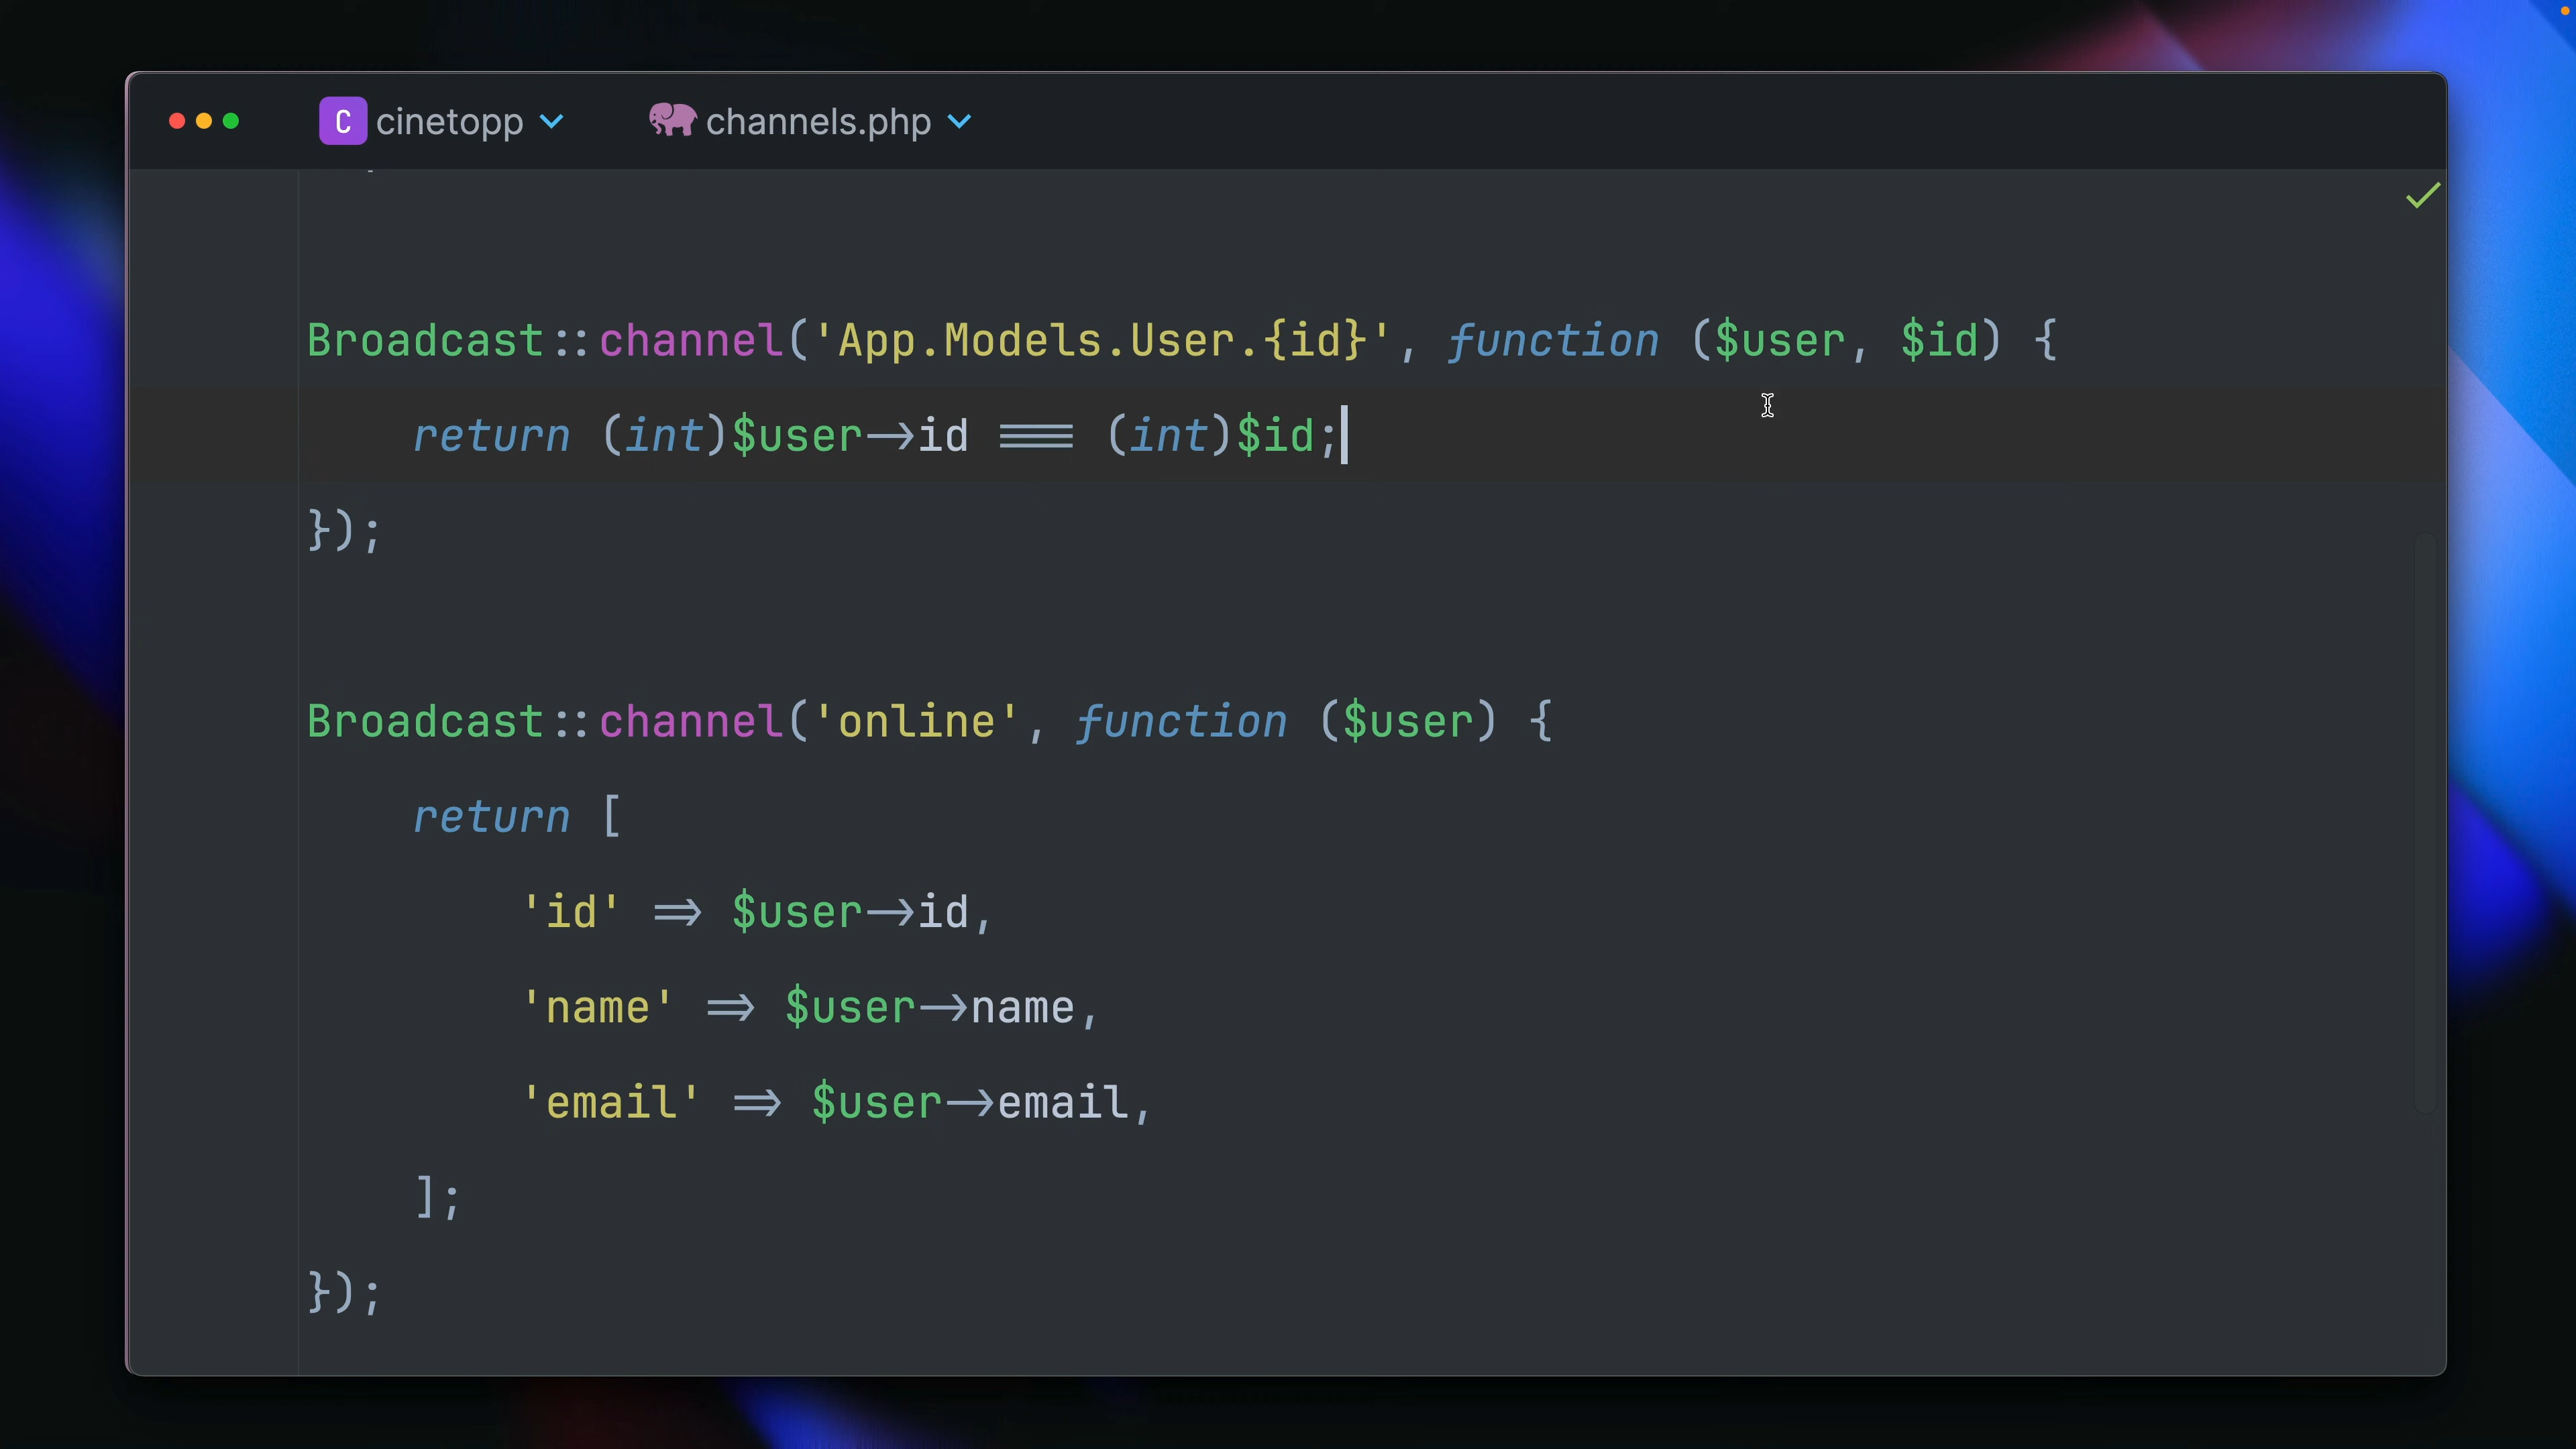 C cinetopp channels.php
Broadcast::channel('App.Models.User.{id}', function ($user, $id) {
    return (int)$user->id === (int)$id;
});
Broadcast::channel('online', function ($user) {
    return [
        'id' => $user->id,
        'name' => $user->name,
        'email' => $user->email,
    ];
});